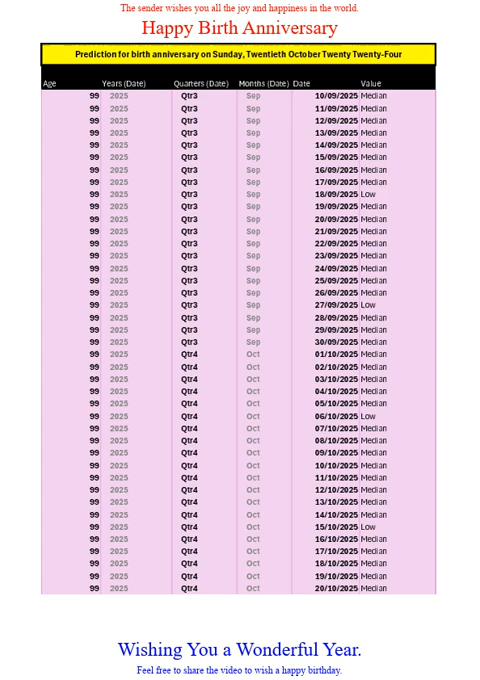 The sender wishes you all the joy and happiness in the world.
Happy Birth Anniversary
Prediction for birth anniversary on Sunday, Twentieth October Twenty Twenty-Four
Age Years (Date) Quarters (Date) Months (Date) Date Value
99 2025 Qtr3 Sep 10/09/2025 Median
99 2025 Qtr3 Sep 11/09/2025 Median
99 2025 Qtr3 Sep 12/09/2025 Median
99 2025 Qtr3 Sep 13/09/2025 Median
99 2025 Qtr3 Sep 14/09/2025 Median
99 2025 Qtr3 Sep 15/09/2025 Median
99 2025 Qtr3 Sep 16/09/2025 Median
99 2025 Qtr3 Sep 17/09/2025 Median
99 2025 Qtr3 Sep 18/09/2025 Low
99 2025 Qtr3 Sep 19/09/2025 Median
99 2025 Qtr3 Sep 20/09/2025 Median
99 2025 Qtr3 Sep 21/09/2025 Median
99 2025 Qtr3 Sep 22/09/2025 Median
99 2025 Qtr3 Sep 23/09/2025 Median
99 2025 Qtr3 Sep 24/09/2025 Median
99 2025 Qtr3 Sep 25/09/2025 Median
99 2025 Qtr3 Sep 26/09/2025 Median
99 2025 Qtr3 Sep 27/09/2025 Low
99 2025 Qtr3 Sep 28/09/2025 Median
99 2025 Qtr3 Sep 29/09/2025 Median
99 2025 Qtr3 Sep 30/09/2025 Median
99 2025 Qtr4 Oct 01/10/2025 Median
99 2025 Qtr4 Oct 02/10/2025 Median
99 2025 Qtr4 Oct 03/10/2025 Median
99 2025 Qtr4 Oct 04/10/2025 Median
99 2025 Qtr4 Oct 05/10/2025 Median
99 2025 Qtr4 Oct 06/10/2025 Low
99 2025 Qtr4 Oct 07/10/2025 Median
99 2025 Qtr4 Oct 08/10/2025 Median
99 2025 Qtr4 Oct 09/10/2025 Median
99 2025 Qtr4 Oct 10/10/2025 Median
99 2025 Qtr4 Oct 11/10/2025 Median
99 2025 Qtr4 Oct 12/10/2025 Median
99 2025 Qtr4 Oct 13/10/2025 Median
99 2025 Qtr4 Oct 14/10/2025 Median
99 2025 Qtr4 Oct 15/10/2025 Low
99 2025 Qtr4 Oct 16/10/2025 Median
99 2025 Qtr4 Oct 17/10/2025 Median
99 2025 Qtr4 Oct 18/10/2025 Median
99 2025 Qtr4 Oct 19/10/2025 Median
99 2025 Qtr4 Oct 20/10/2025 Median
Wishing You a Wonderful Year.
Feel free to share the video to wish a happy birthday.